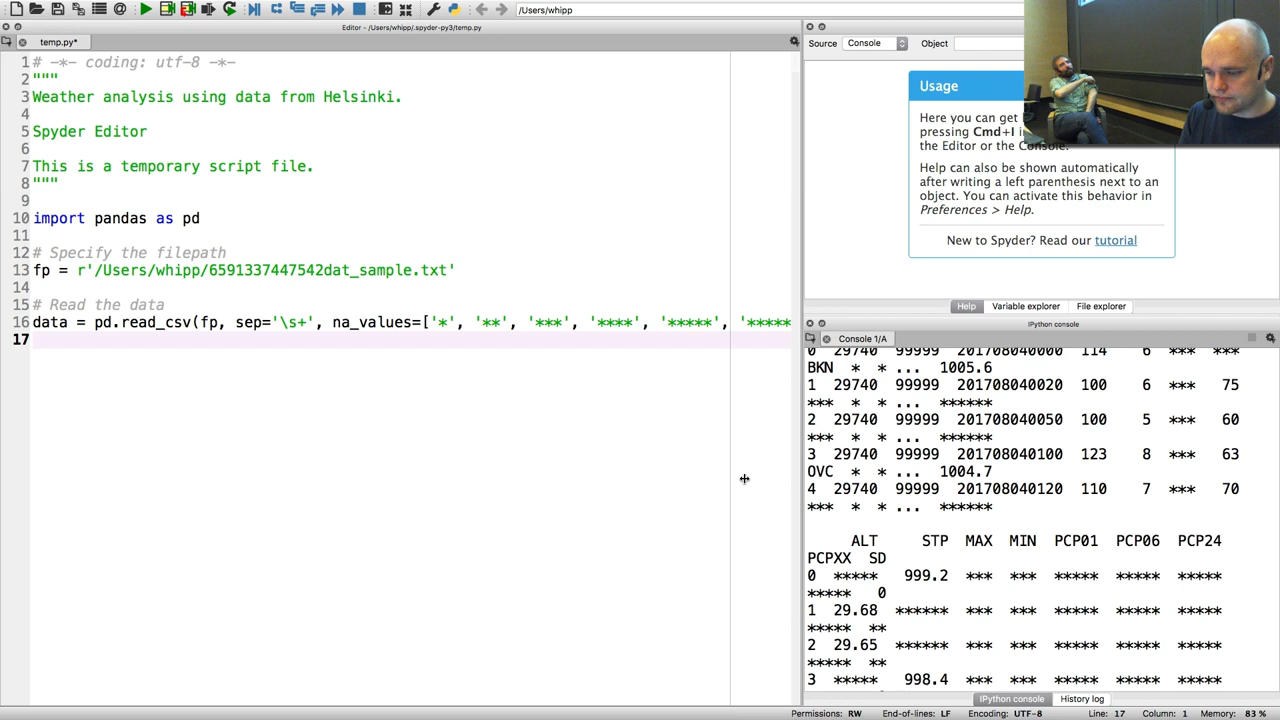 /Users/whipp
Editor - /Users/whipp/.spyder-py3/temp.py
temp.py*
1 # -*- coding: utf-8 -*-
2 """
3 Weather analysis using data from Helsinki.
4
5 Spyder Editor
6
7 This is a temporary script file.
8 """
9
10 import pandas as pd
11
12 # Specify the filepath
13 fp = r'/Users/whipp/6591337447542dat_sample.txt'
14
15 # Read the data
16 data = pd.read_csv(fp, sep='\s+', na_values=['*', '**', '***', '****', '*****', '*****
17
Source Console Object
Usage
Here you can get
pressing Cmd+I
the Editor or the Console.
Help can also be shown automatically
after writing a left parenthesis next to an
object. You can activate this behavior in
Preferences > Help.
New to Spyder? Read our tutorial
Help Variable explorer File explorer
IPython console
Console 1/A
0 29740 99999 201708040000 114 6 *** ***
BKN * * ... 1005.6
1 29740 99999 201708040020 100 6 *** 75
*** * * ... ******
2 29740 99999 201708040050 100 5 *** 60
*** * * ... ******
3 29740 99999 201708040100 123 8 *** 63
OVC * * ... 1004.7
4 29740 99999 201708040120 110 7 *** 70
*** * * ... ******
ALT STP MAX MIN PCP01 PCP06 PCP24
PCPXX SD
0 ***** 999.2 *** *** ***** ***** *****
***** 0
1 29.68 ****** *** *** ***** ***** *****
***** **
2 29.65 ****** *** *** ***** ***** *****
***** **
3 ***** 998.4 *** *** ***** ***** *****
IPython console History log
Permissions: RW End-of-lines: LF Encoding: UTF-8 Line: 17 Column: 1 Memory: 83 %